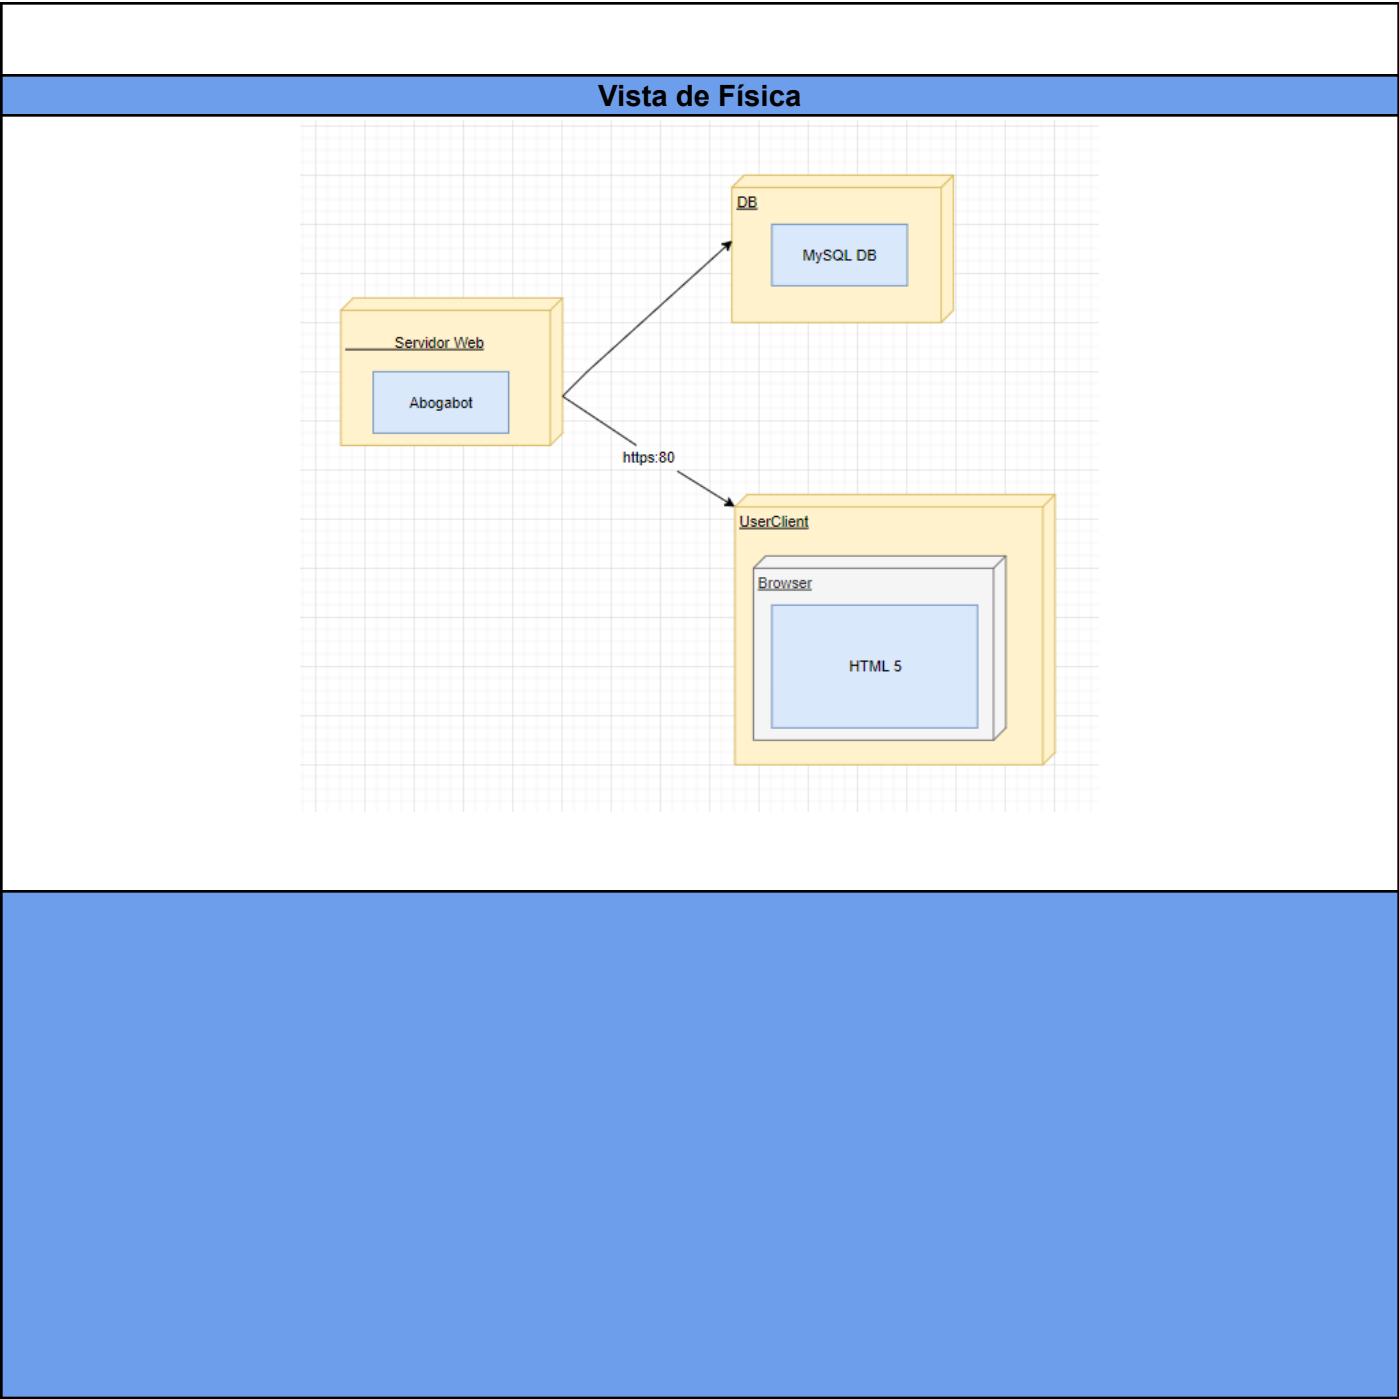 Vista de Física
DB
MySQL DB
Servidor Web
Abogabot
https:80
UserClient
Browser
HTML 5